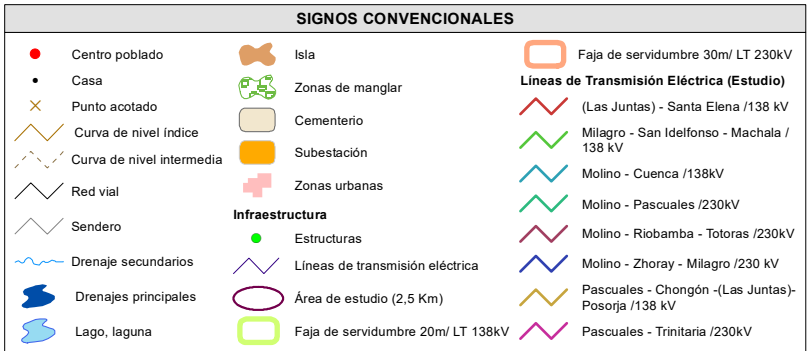 SIGNOS CONVENCIONALES
Centro poblado
Casa
Punto acotado
Curva de nivel índice
Curva de nivel intermedia
Red vial
Sendero
Drenaje secundarios
Drenajes principales
Lago, laguna
Isla
Zonas de manglar
Cementerio
Subestación
Zonas urbanas
Infraestructura
Estructuras
Líneas de transmisión eléctrica
Área de estudio (2,5 Km)
Faja de servidumbre 20m/ LT 138kV
Faja de servidumbre 30m/ LT 230kV
Líneas de Transmisión Eléctrica (Estudio)
(Las Juntas) - Santa Elena /138 kV
Milagro - San Idelfonso - Machala /
138 kV
Molino - Cuenca /138kV
Molino - Pascuales /230kV
Molino - Riobamba - Totoras /230kV
Molino - Zhoray - Milagro /230 kV
Pascuales - Chongón -(Las Juntas)-
Posorja /138 kV
Pascuales - Trinitaria /230kV